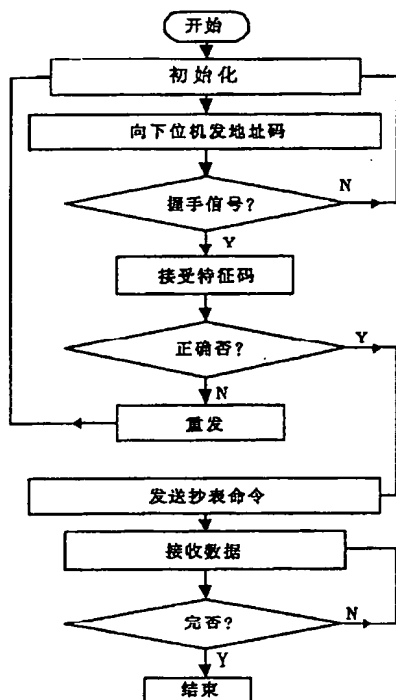 开始
初始化
向下位机发地址码
握手信号?
N
Y
接受特征码
正确否?
Y
N
重发
发送抄表命令
接收数据
完否?
N
Y
结束